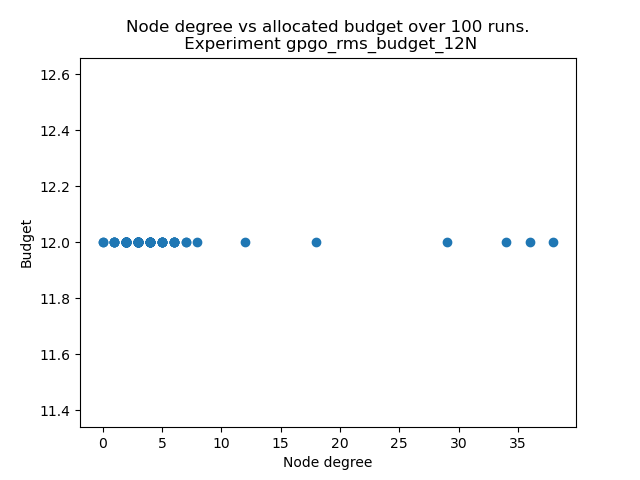 Node degree vs allocated budget over 100 runs.
Experiment gpgo_rms_budget_12N
12.6
12.4
12.2
12.0
11.8
11.6
11.4
Budget
0 5 10 15 20 25 30 35
Node degree